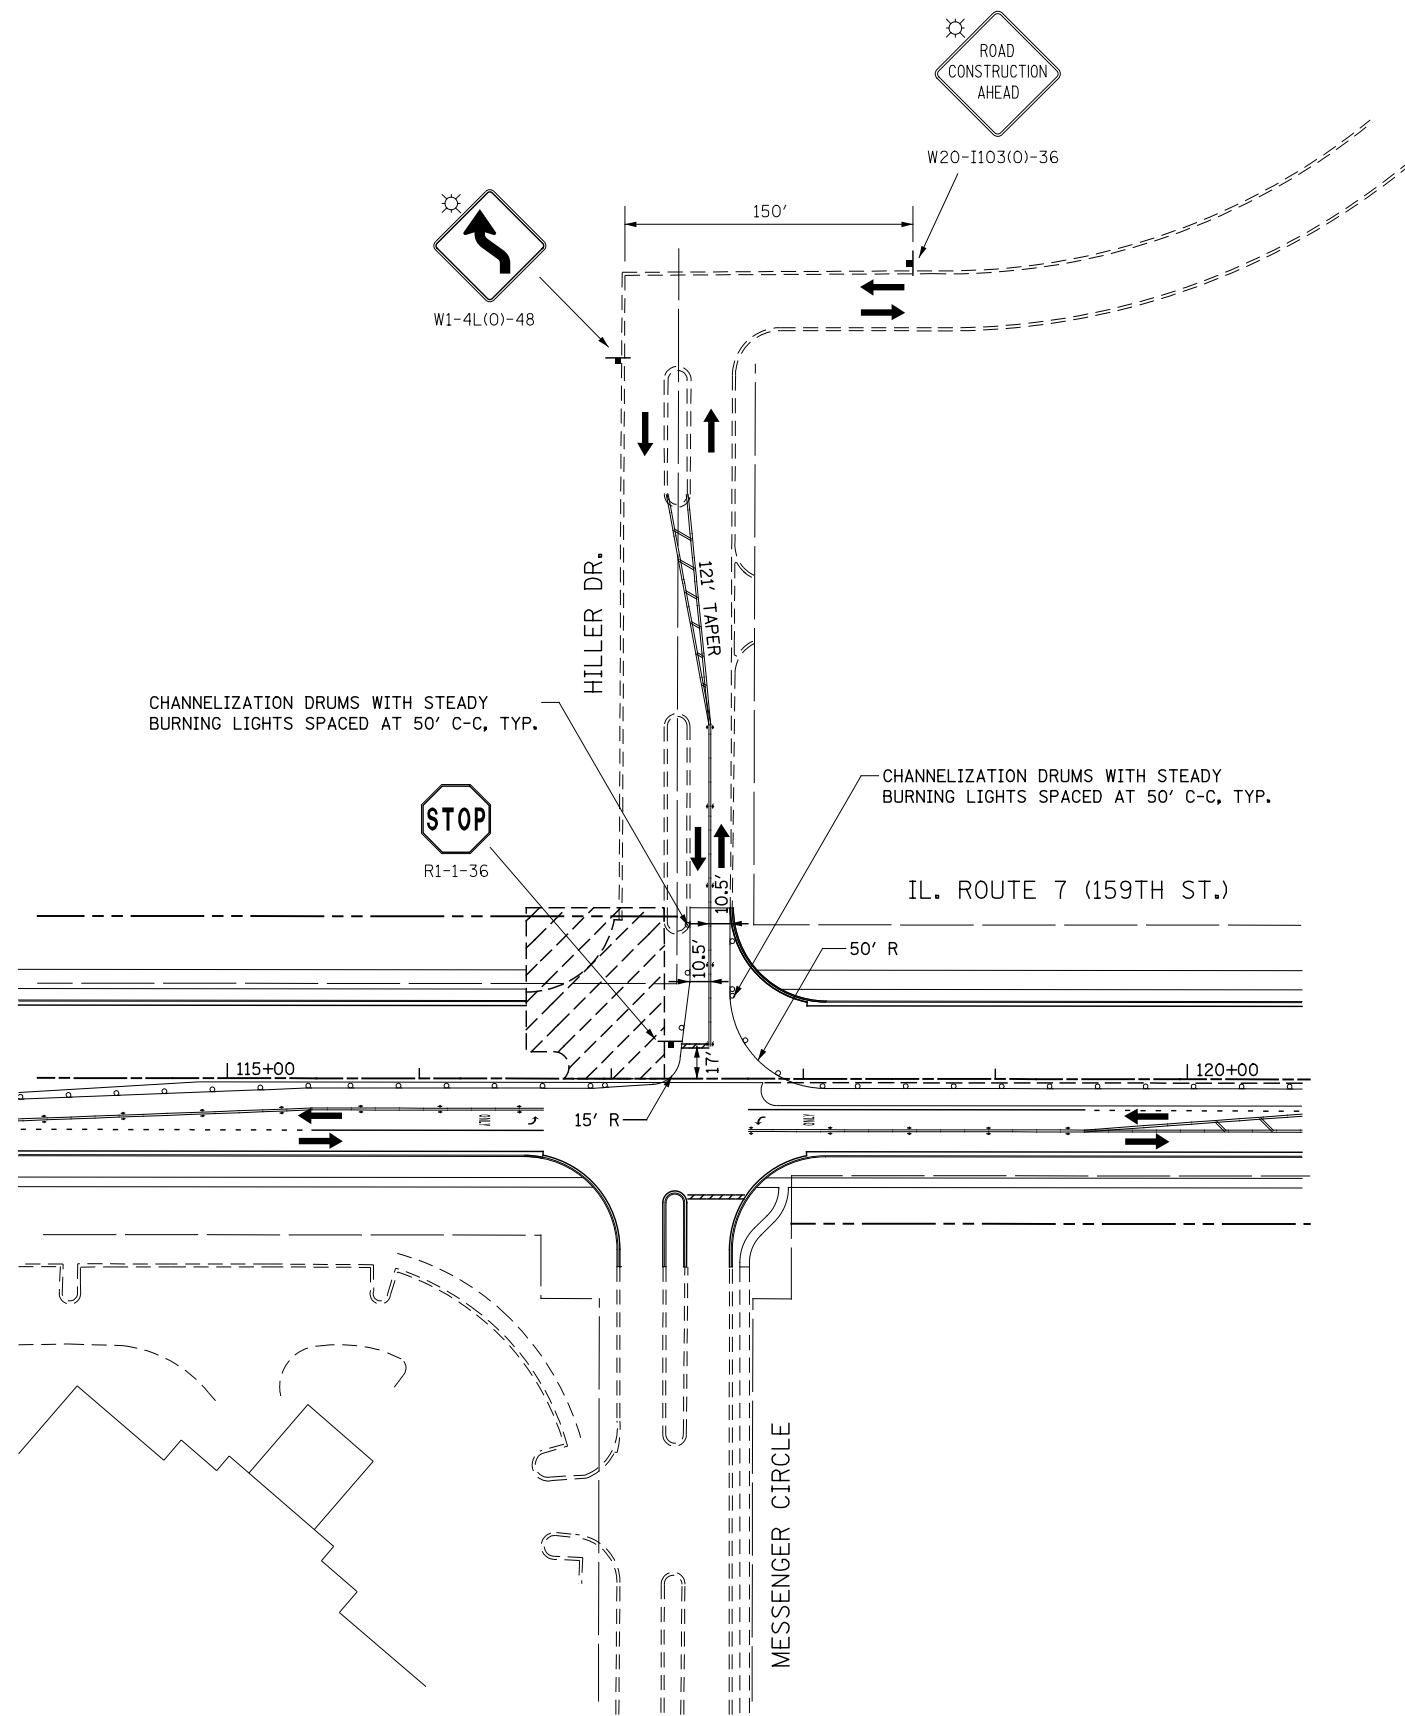 ROAD
CONSTRUCTION
AHEAD
W20-I103(O)-36
150'
W1-4L(O)-48
HILLER DR.
121' TAPER
CHANNELIZATION DRUMS WITH STEADY
BURNING LIGHTS SPACED AT 50' C-C, TYP.
CHANNELIZATION DRUMS WITH STEADY
BURNING LIGHTS SPACED AT 50' C-C, TYP.
STOP
R1-1-36
10.5'
IL. ROUTE 7 (159TH ST.)
10.5'
50' R
17'
115+00
120+00
15' R
ONLY
ONLY
MESSENGER CIRCLE